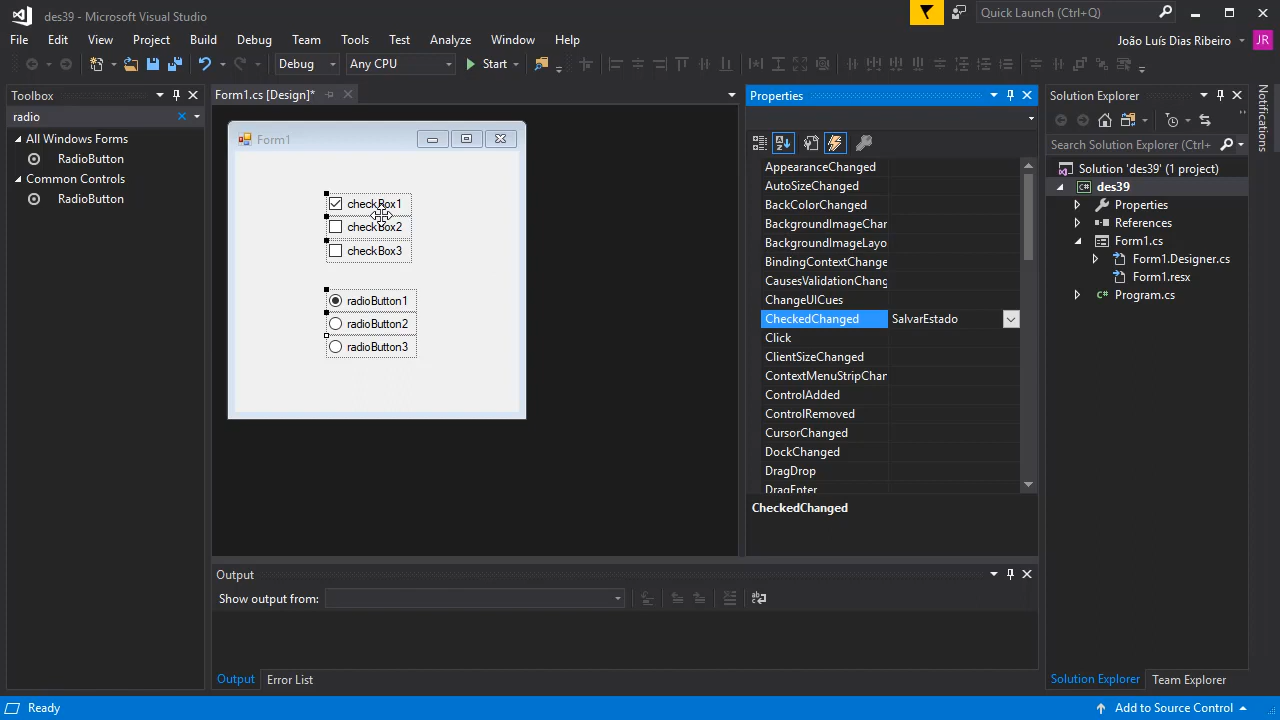 des39 - Microsoft Visual Studio
Quick Launch (Ctrl+Q)
File Edit View Project Build Debug Team Tools Test Analyze Window Help
João Luís Dias Ribeiro JR
Debug Any CPU Start
Toolbox
radio
All Windows Forms
RadioButton
Common Controls
RadioButton
Form1.cs [Design]*
Form1
checkBox1
checkBox2
checkBox3
radioButton1
radioButton2
radioButton3
Properties
AppearanceChanged
AutoSizeChanged
BackColorChanged
BackgroundImageChan
BackgroundImageLayo
BindingContextChange
CausesValidationChang
ChangeUICues
CheckedChanged SalvarEstado
Click
ClientSizeChanged
ContextMenuStripChan
ControlAdded
ControlRemoved
CursorChanged
DockChanged
DragDrop
DragEnter
CheckedChanged
Solution Explorer
Search Solution Explorer (Ctrl+
Solution 'des39' (1 project)
des39
Properties
References
Form1.cs
Form1.Designer.cs
Form1.resx
Program.cs
Notifications
Output
Show output from:
Output Error List
Solution Explorer Team Explorer
Ready
Add to Source Control